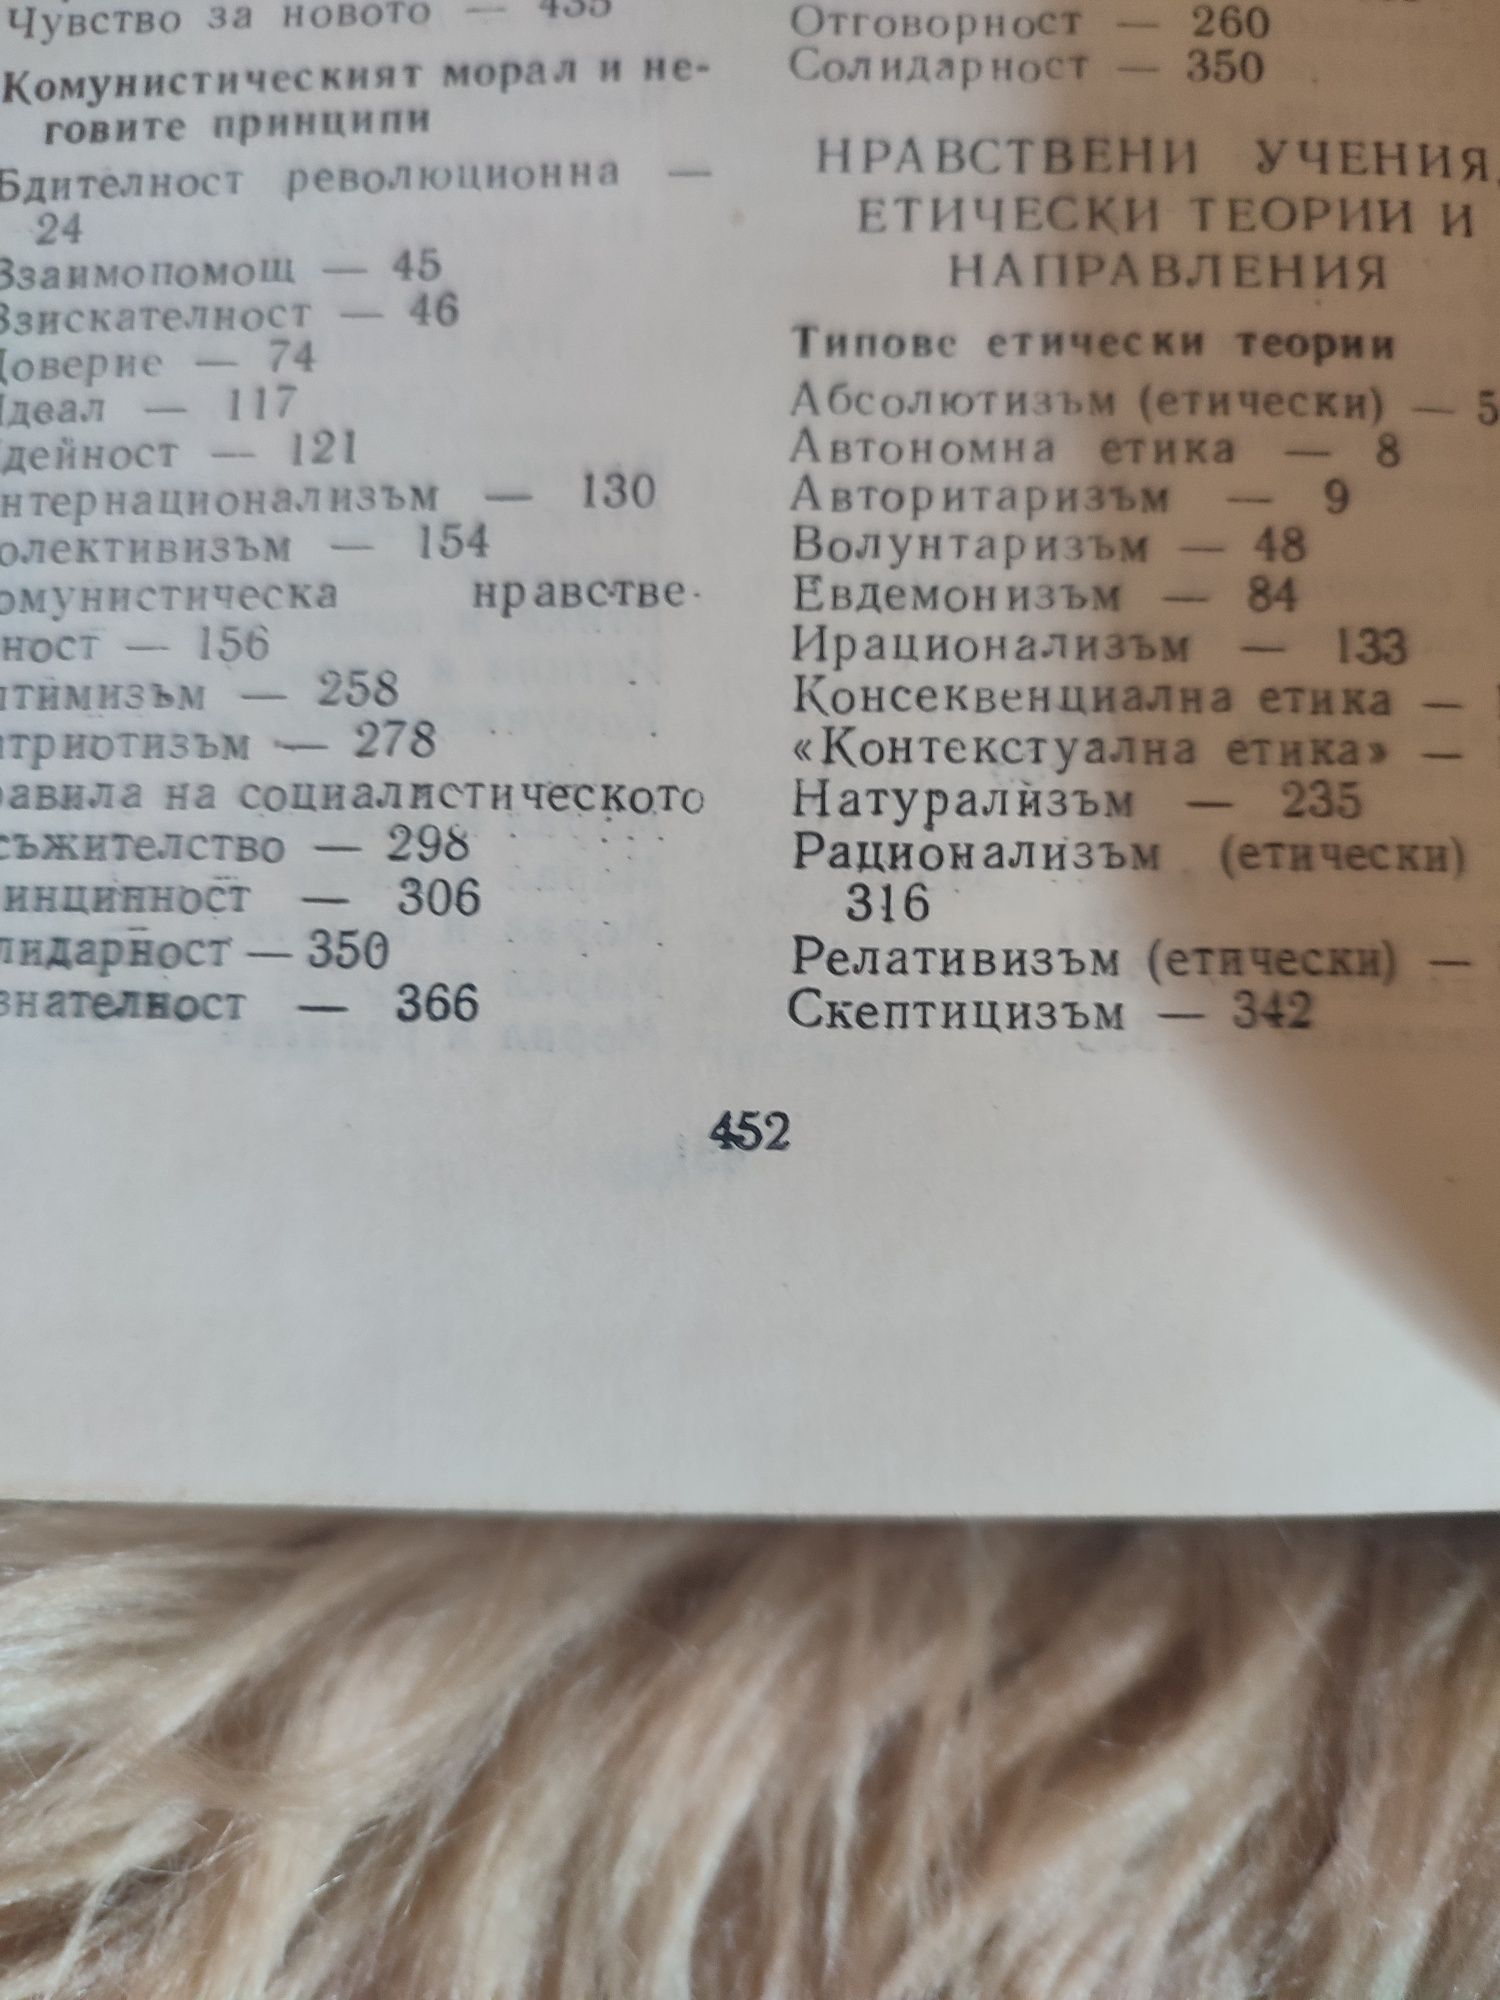 Чувство за новото — 435
Комунистическият морал и не-
говите принципи
Бдителност революционна —
24
Взаимопомощ — 45
Взискателност — 46
Доверие — 74
Идеал — 117
дейност — 121
нтернационализъм — 130
олективизъм — 154
омунистическа нравстве-
ност — 156
птимизъм — 258
атриотизъм — 278
равила на социалистическото
съжителство — 298
инципност — 306
лидарност — 350
знателност — 366
Отговорност — 260
Солидарност — 350
НРАВСТВЕНИ УЧЕНИЯ,
ЕТИЧЕСКИ ТЕОРИИ И
НАПРАВЛЕНИЯ
Типове етически теории
Абсолютизъм (етически) — 5
Автономна етика — 8
Авторитаризъм — 9
Волунтаризъм — 48
Евдемонизъм — 84
Ирационализъм — 133
Консеквенциална етика —
«Контекстуална етика» —
Натурализъм — 235
Рационализъм (етически)
316
Релативизъм (етически) —
Скептицизъм — 342
452